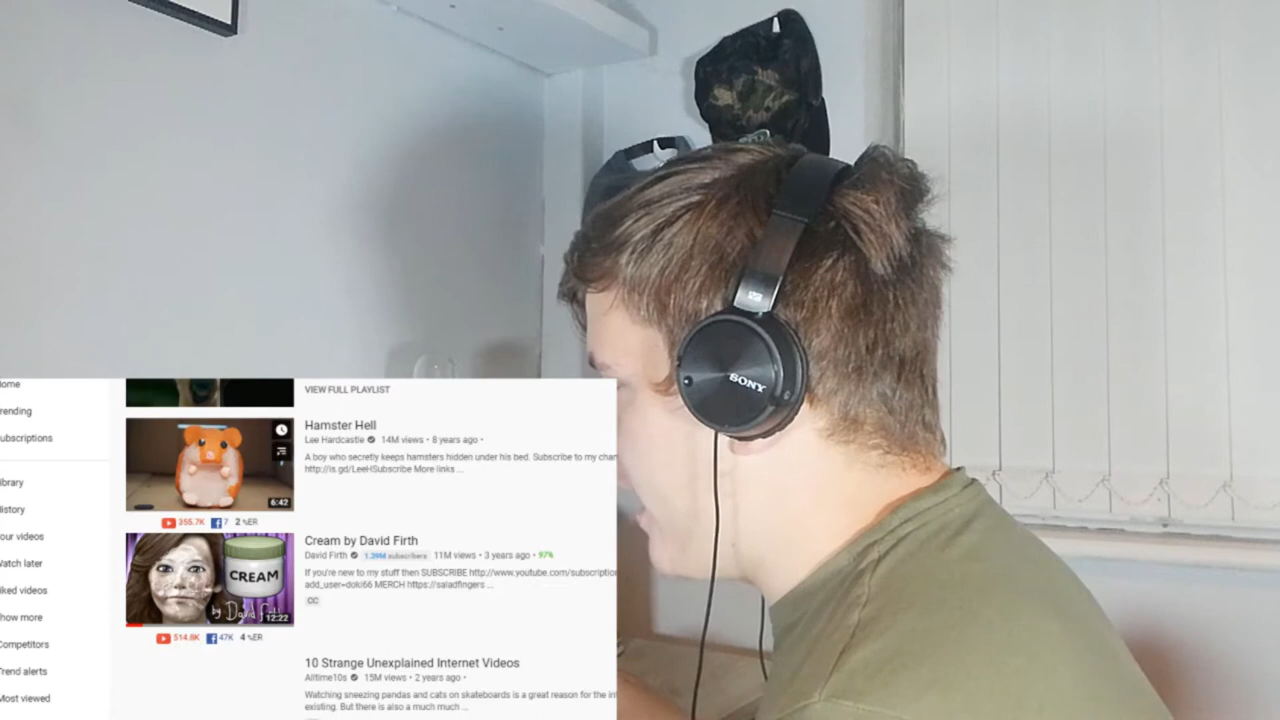 SONY
ome
rending
ubscriptions
ibrary
istory
our videos
Watch later
iked videos
how more
Competitors
rend alerts
Most viewed
VIEW FULL PLAYLIST
Hamster Hell
Lee Hardcastle 14M views • 8 years ago •
A boy who secretly keeps hamsters hidden under his bed. Subscribe to my chan
http://is.gd/LeeHSubscribe More links ...
6:42
355.7K 7 2 %ER
Cream by David Firth
David Firth 1.39M subscribers 11M views • 3 years ago • 97%
If you're new to my stuff then SUBSCRIBE http://www.youtube.com/subscription
add_user=doki66 MERCH https://saladfingers ...
CC
CREAM
by David Firth
12:22
514.8K 47K 4 %ER
10 Strange Unexplained Internet Videos
Alltime10s 15M views • 2 years ago •
Watching sneezing pandas and cats on skateboards is a great reason for the in
existing. But there is also a much much ...